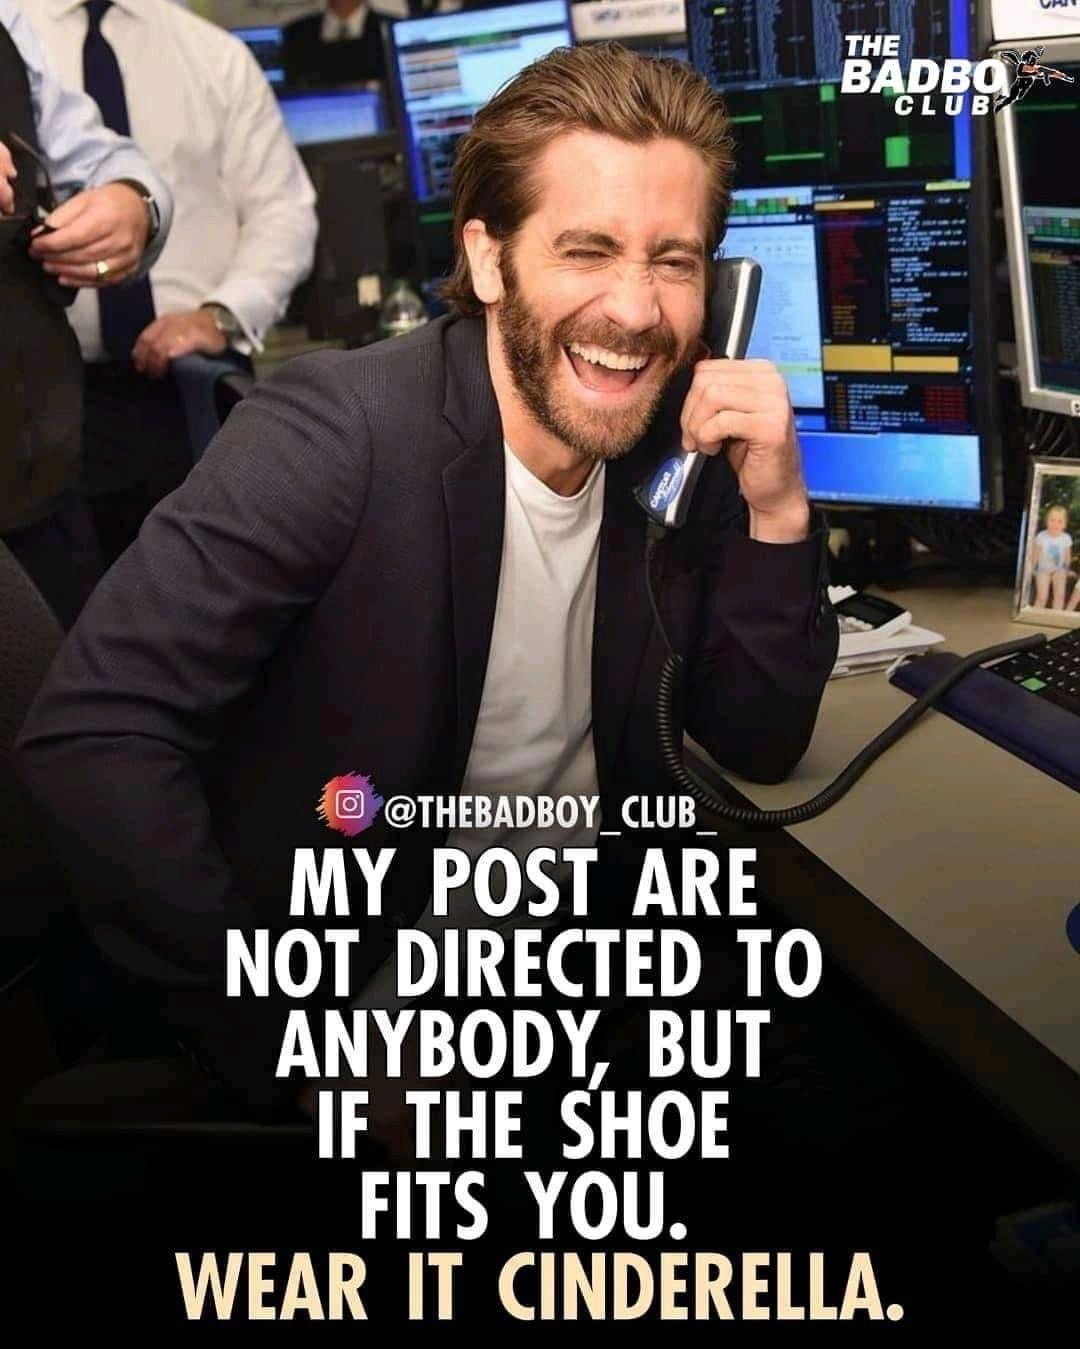 THE
BADBO
CLUB
@THEBADBOY_CLUB_
MY POST ARE
NOT DIRECTED TO
ANYBODY, BUT
IF THE SHOE
FITS YOU.
WEAR IT CINDERELLA.